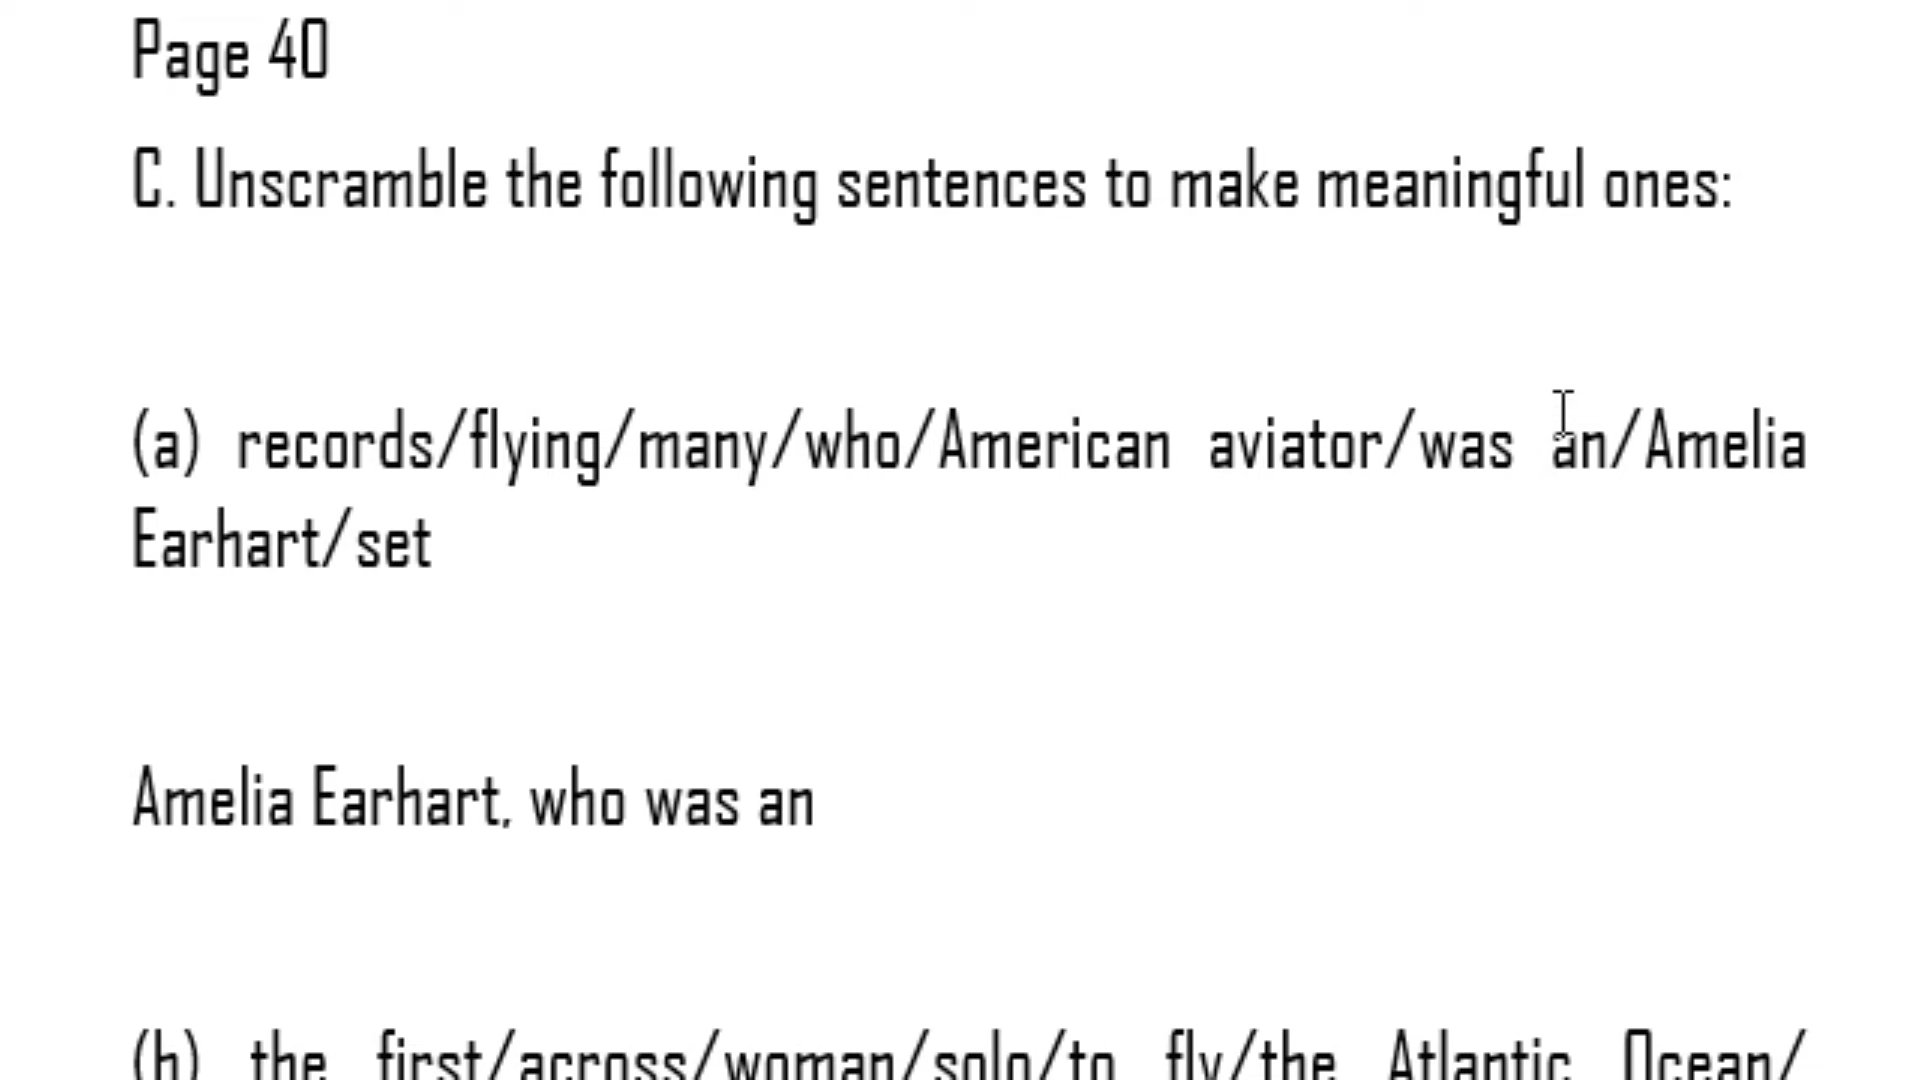 Page 40
C. Unscramble the following sentences to make meaningful ones:
(a) records/flying/many/who/American aviator/was an/Amelia
Earhart/set
Amelia Earhart, who was an
(b) the first/across/woman/solo/to fly/the Atlantic Ocean/